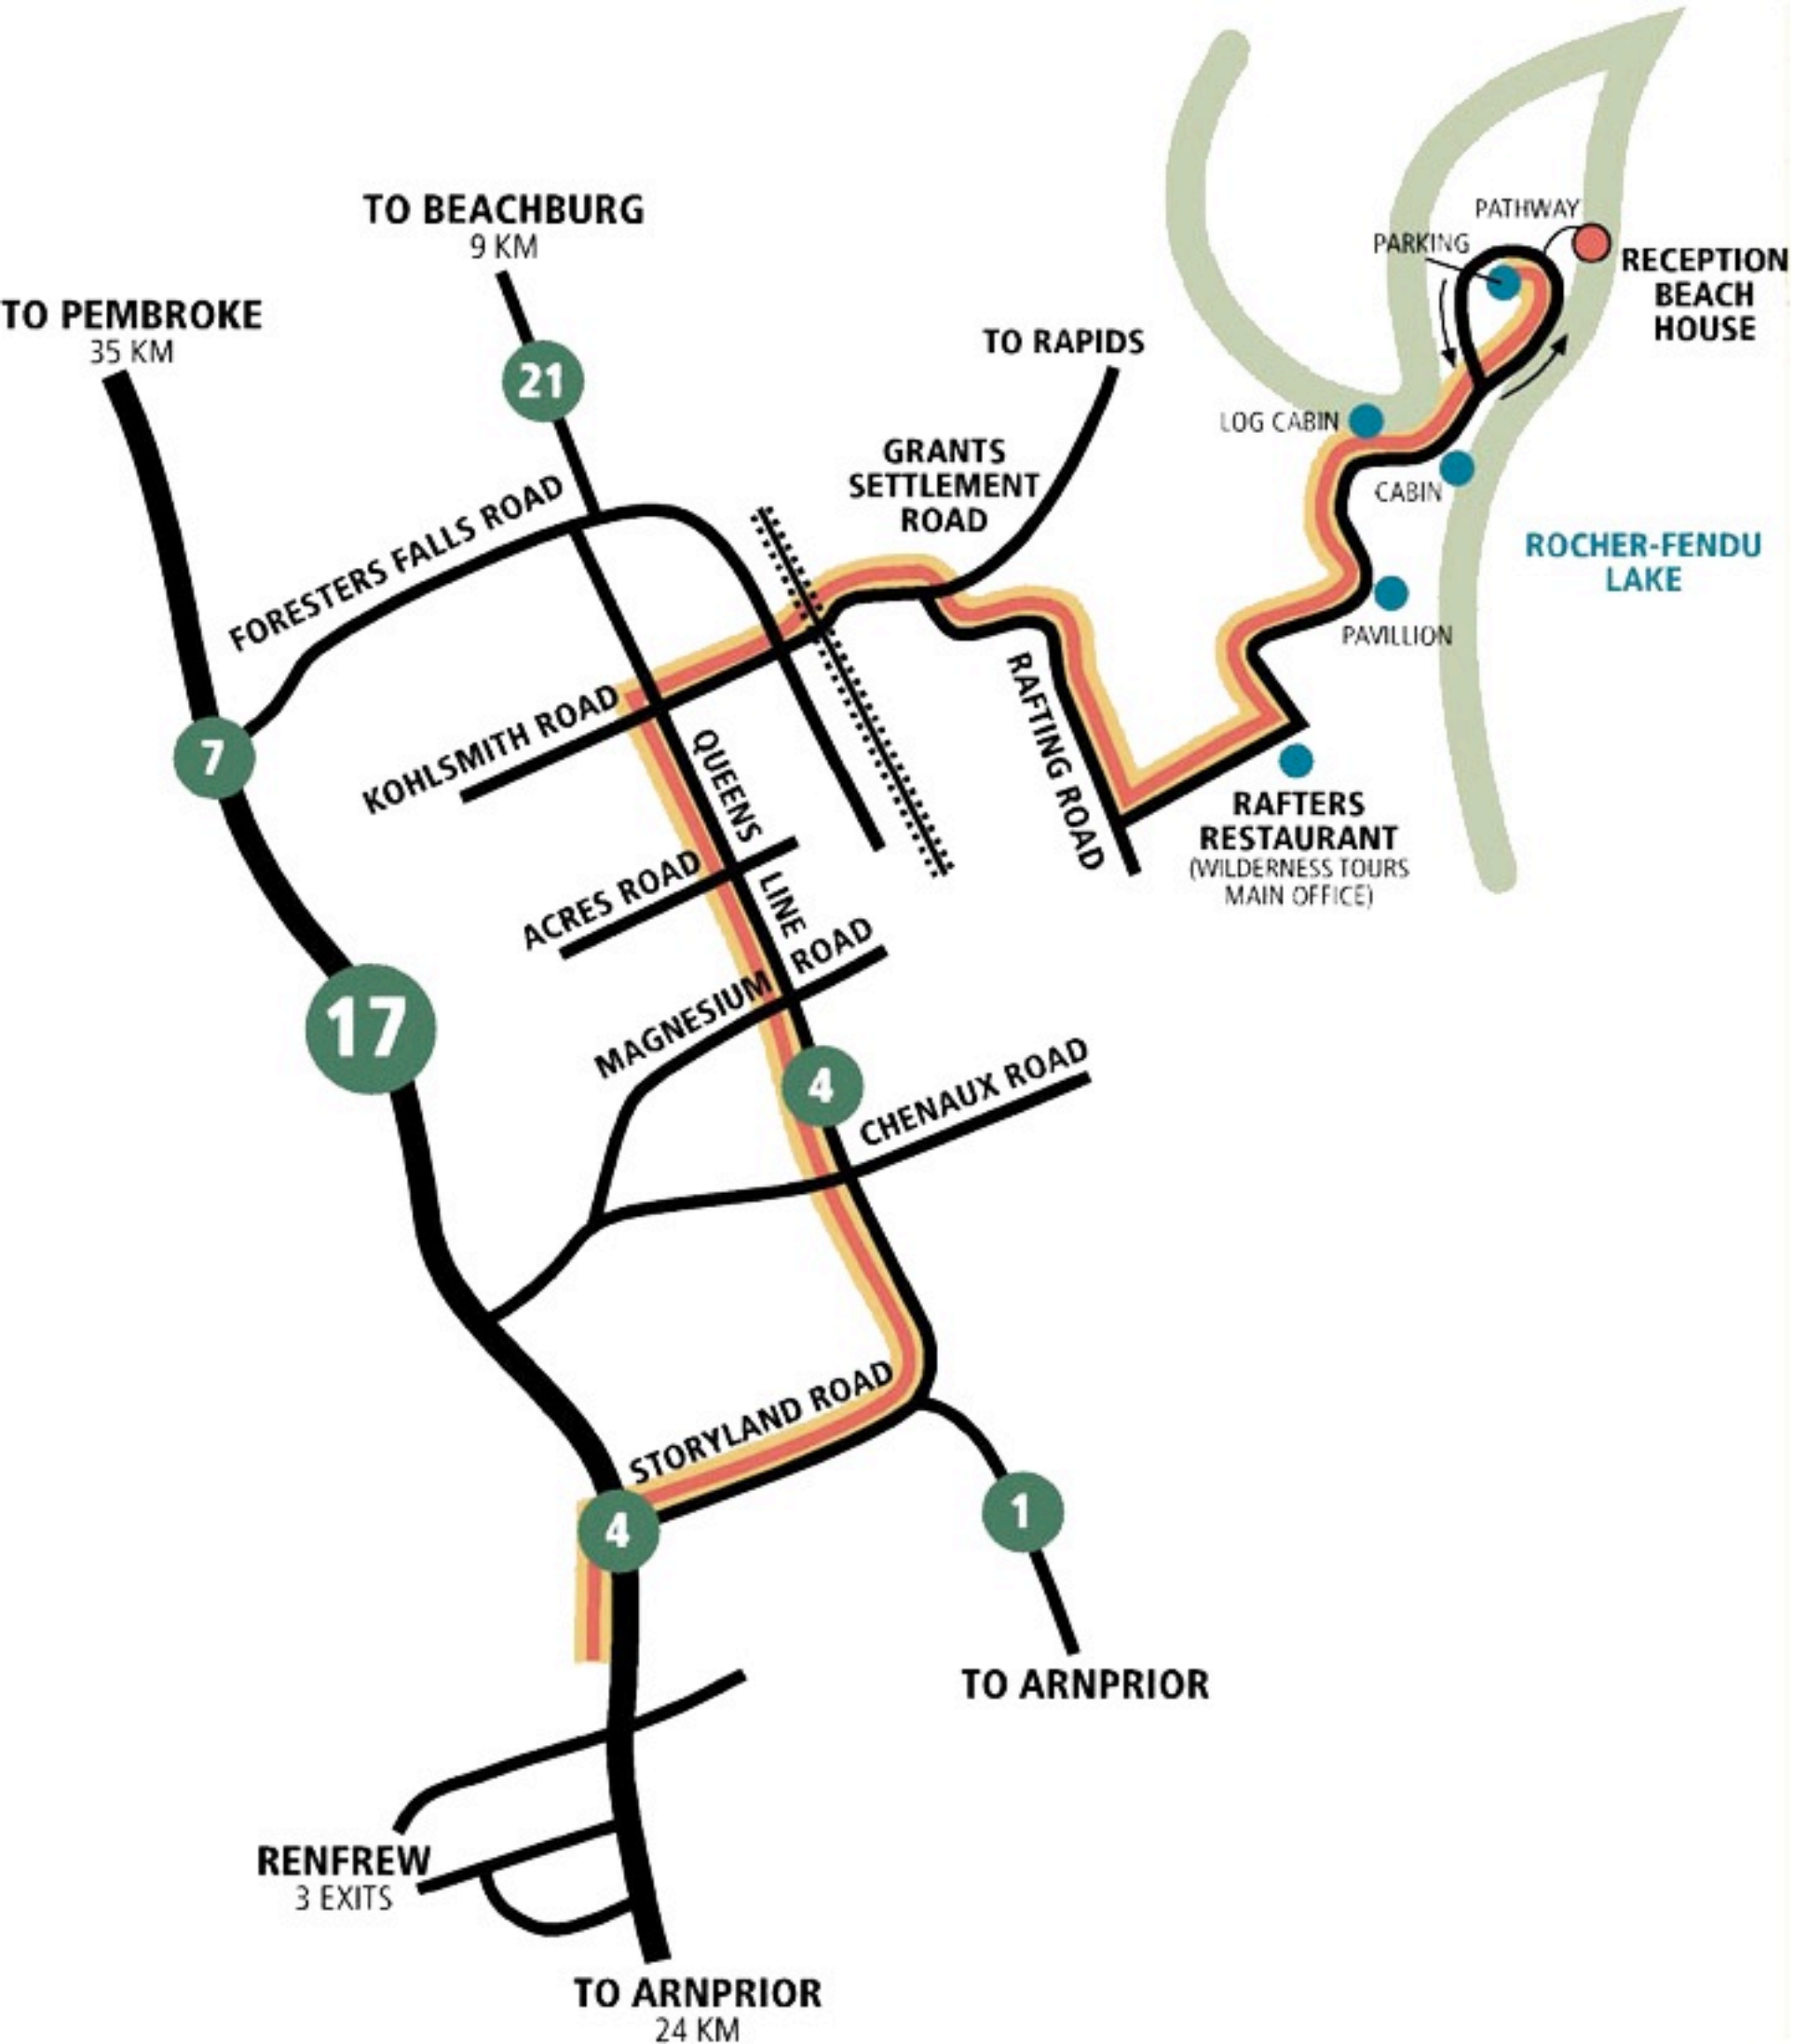 TO BEACHBURG
9 KM
TO PEMBROKE
35 KM
21
PATHWAY
PARKING
RECEPTION
BEACH
HOUSE
TO RAPIDS
LOG CABIN
GRANTS
SETTLEMENT
ROAD
CABIN
FORESTERS FALLS ROAD
ROCHER-FENDU
LAKE
PAVILLION
7
KOHLSMITH ROAD
QUEENS LINE
RAFTING ROAD
RAFTERS
RESTAURANT
(WILDERNESS TOURS
MAIN OFFICE)
ACRES ROAD
MAGNESIUM ROAD
17
4
CHENAUX ROAD
STORYLAND ROAD
4
1
TO ARNPRIOR
RENFREW
3 EXITS
TO ARNPRIOR
24 KM